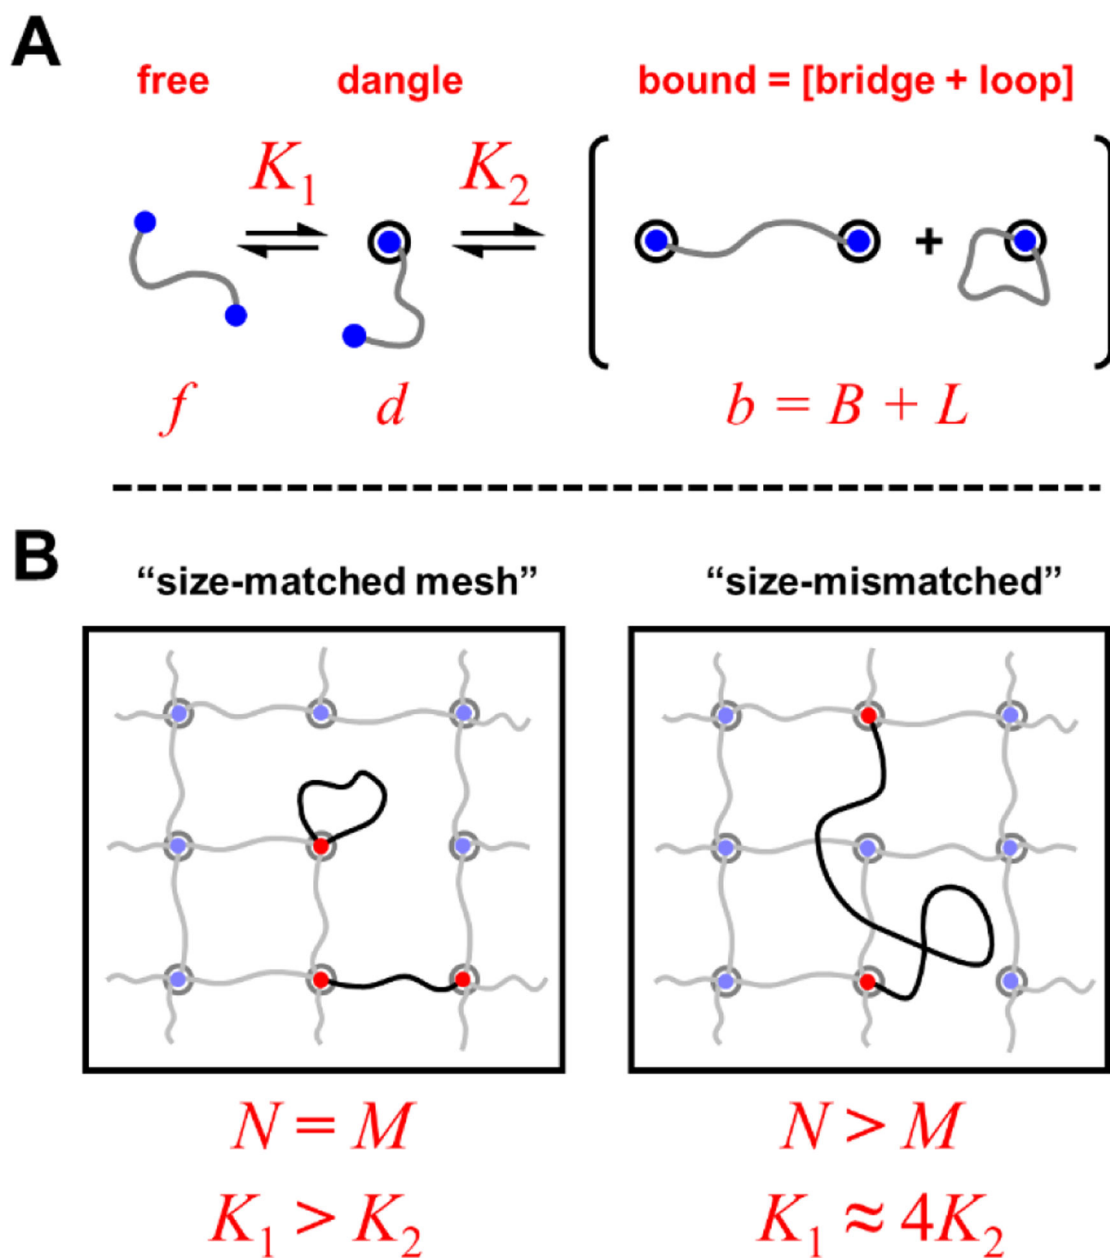 A
free dangle bound = [bridge + loop]
K1 K2
+
f d b = B + L
B
“size-matched mesh” “size-mismatched”
N = M N > M
K1 > K2 K1 ≈ 4K2